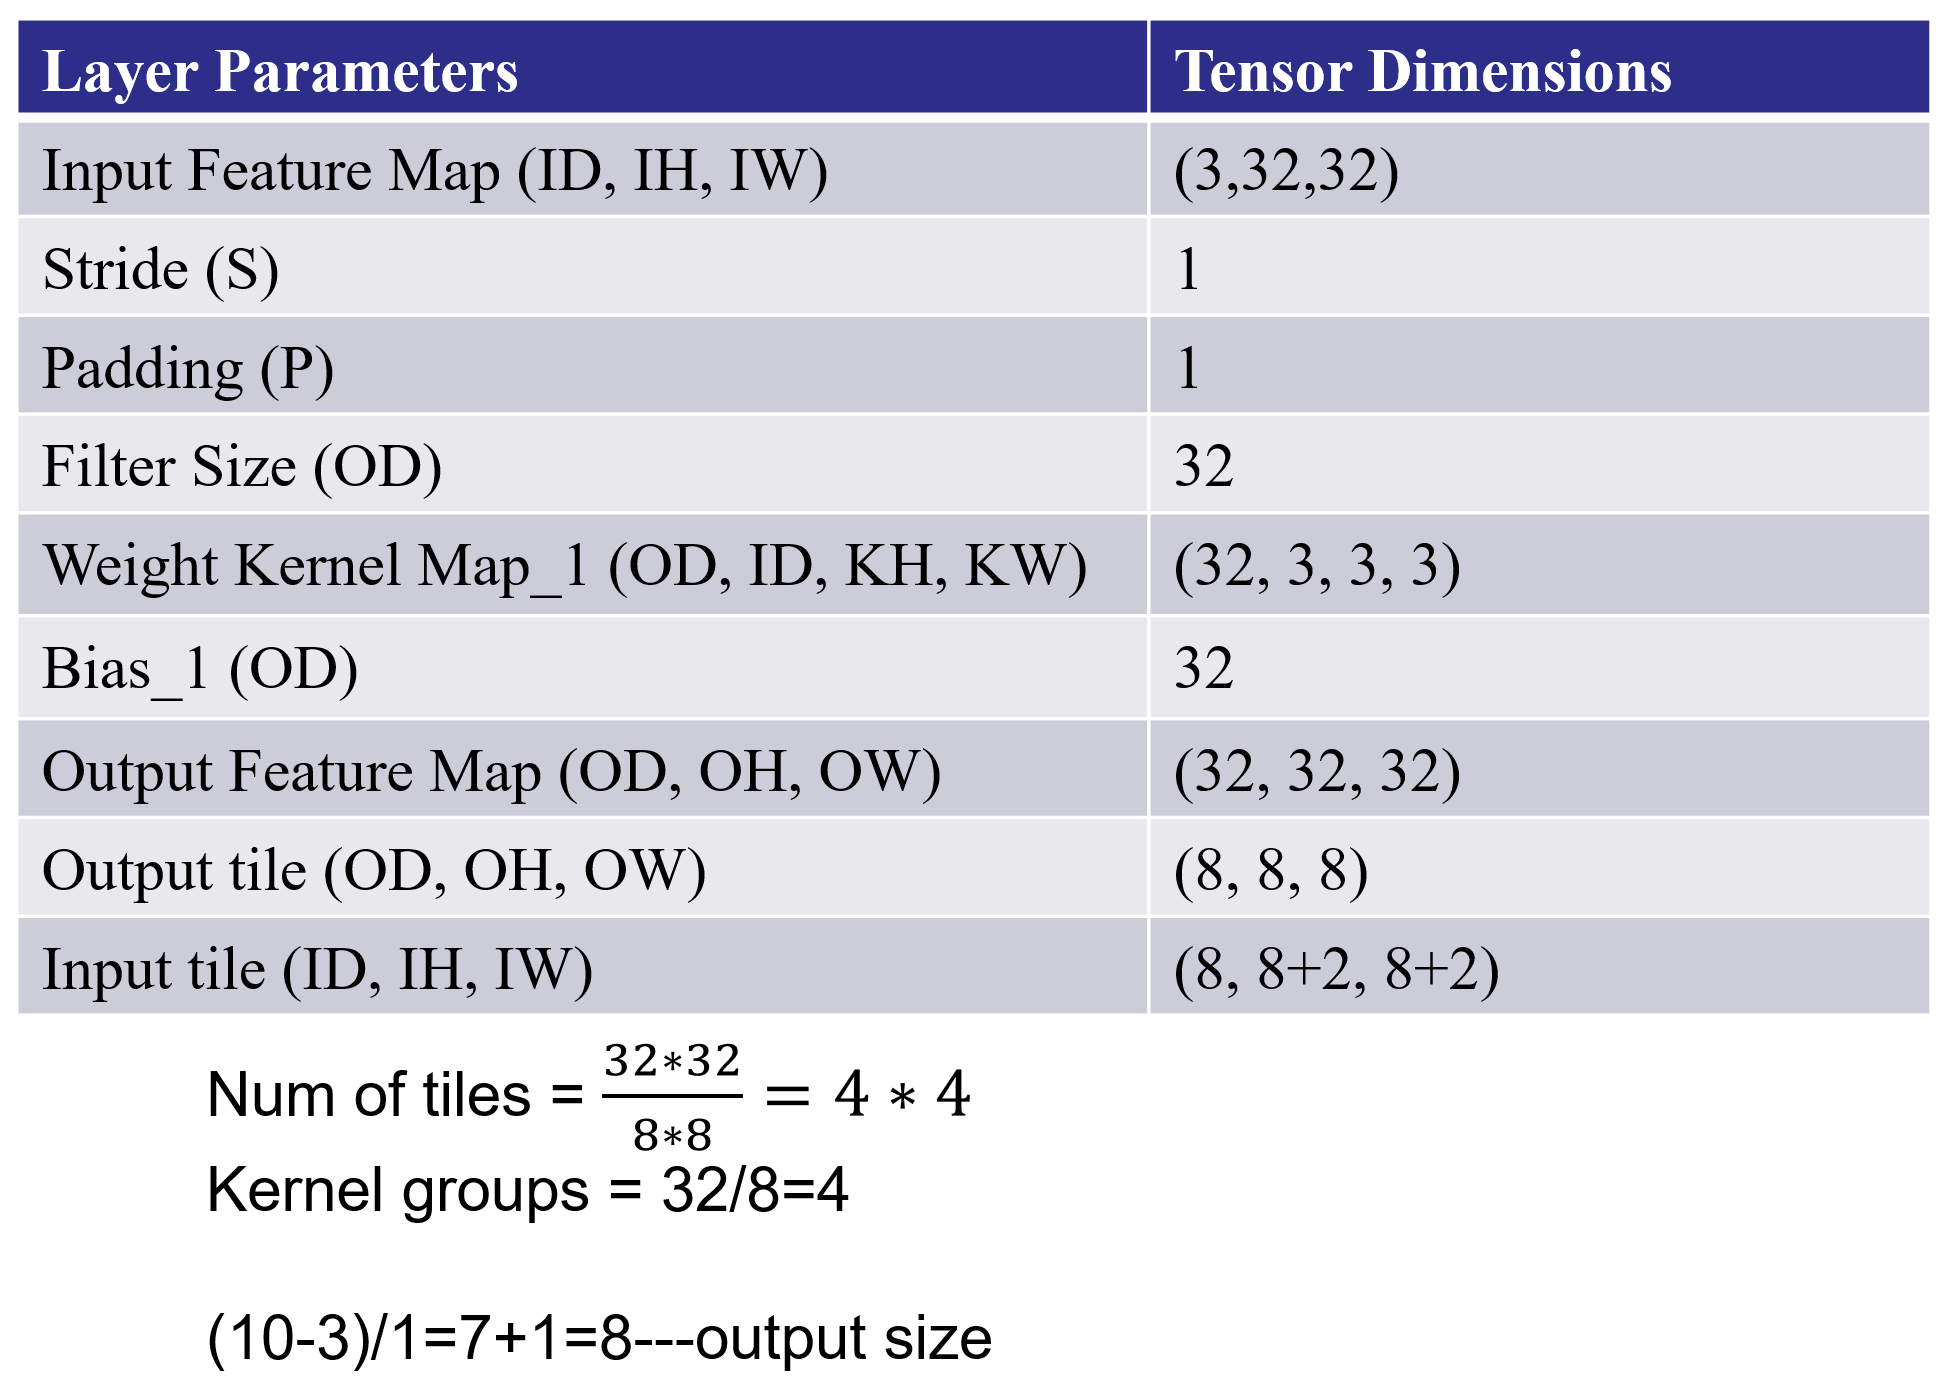 Layer Parameters Tensor Dimensions
Input Feature Map (ID, IH, IW) (3,32,32)
Stride (S) 1
Padding (P) 1
Filter Size (OD) 32
Weight Kernel Map_1 (OD, ID, KH, KW) (32, 3, 3, 3)
Bias_1 (OD) 32
Output Feature Map (OD, OH, OW) (32, 32, 32)
Output tile (OD, OH, OW) (8, 8, 8)
Input tile (ID, IH, IW) (8, 8+2, 8+2)
Num of tiles = \frac{32*32}{8*8} = 4 * 4
Kernel groups = 32/8=4
(10-3)/1=7+1=8---output size